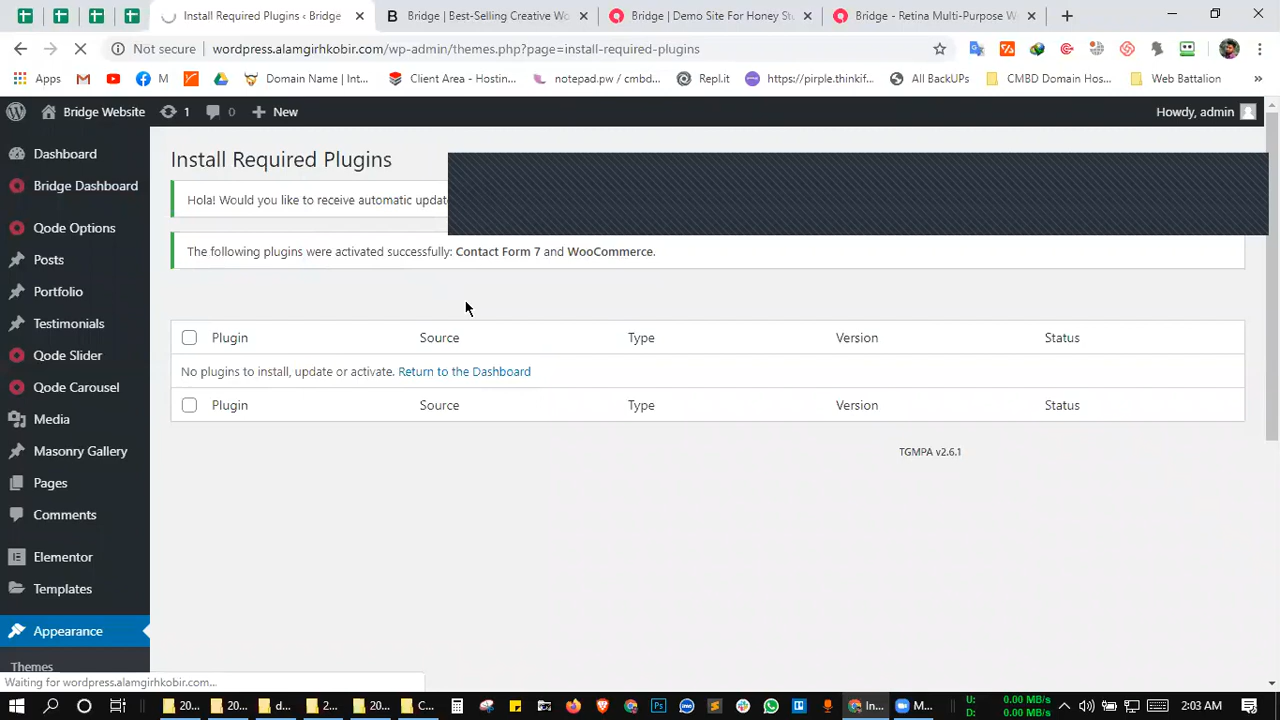 Install Required Plugins ‹ Bridge
Bridge | Best-Selling Creative W
Bridge | Demo Site For Honey S
Bridge - Retina Multi-Purpose W
Not secure
wordpress.alamgirhkobir.com/wp-admin/themes.php?page=install-required-plugins
Apps
M
Domain Name | Int...
Client Area - Hostin...
notepad.pw / cmbd...
Repl.it
https://pirple.thinkif...
All BackUPs
CMBD Domain Hos...
Web Battalion
Bridge Website
1
0
New
Howdy, admin
Dashboard
Bridge Dashboard
Qode Options
Posts
Portfolio
Testimonials
Qode Slider
Qode Carousel
Media
Masonry Gallery
Pages
Comments
Elementor
Templates
Appearance
Themes
Install Required Plugins
Hola! Would you like to receive automatic update
The following plugins were activated successfully: Contact Form 7 and WooCommerce.
Plugin Source Type Version Status
No plugins to install, update or activate. Return to the Dashboard
Plugin Source Type Version Status
TGMPA v2.6.1
Waiting for wordpress.alamgirhkobir.com...
20...
20...
d...
2...
20...
C...
In...
M...
U: 0.00 MB/s
D: 0.00 MB/s
2:03 AM